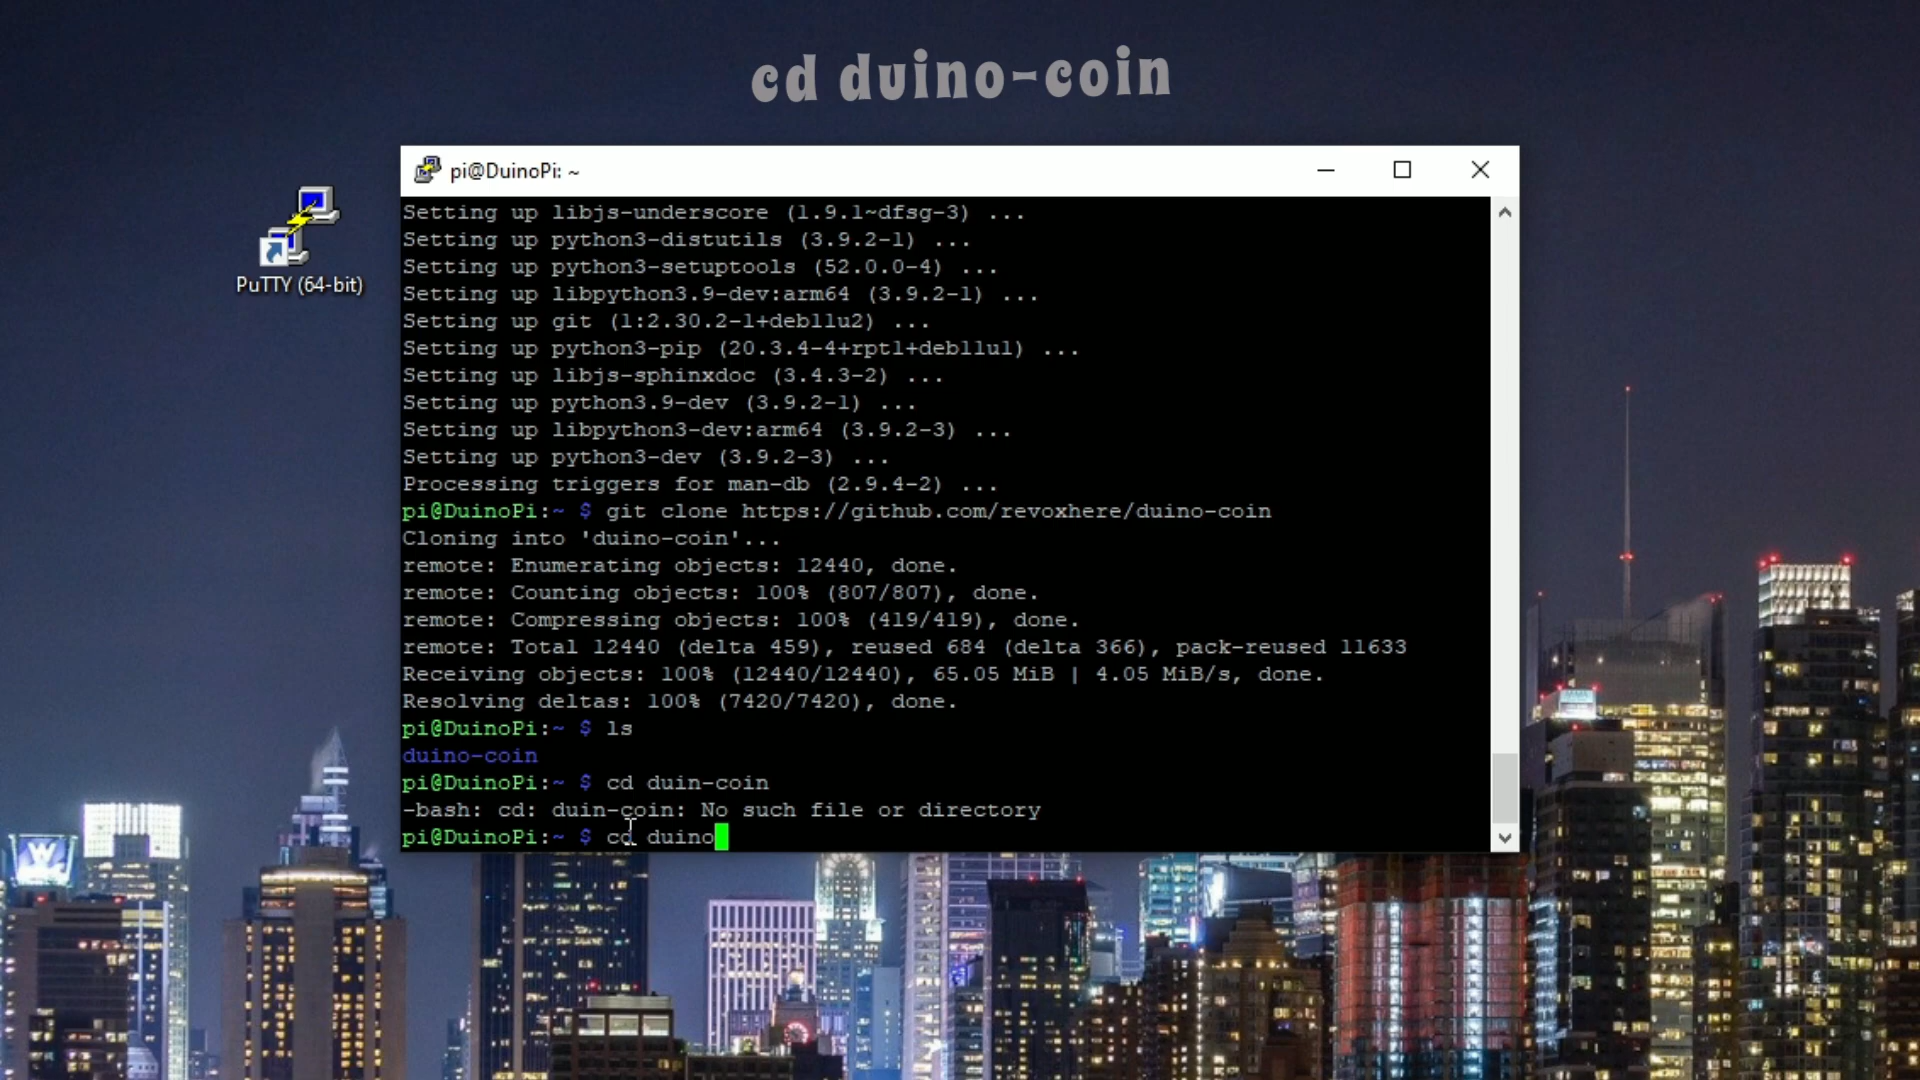 cd duino-coin
pi@DuinoPi: ~
PuTTY (64-bit)
Setting up libjs-underscore (1.9.1~dfsg-3) ...
Setting up python3-distutils (3.9.2-1) ...
Setting up python3-setuptools (52.0.0-4) ...
Setting up libpython3.9-dev:arm64 (3.9.2-1) ...
Setting up git (1:2.30.2-1+deb11u2) ...
Setting up python3-pip (20.3.4-4+rpt1+deb11u1) ...
Setting up libjs-sphinxdoc (3.4.3-2) ...
Setting up python3.9-dev (3.9.2-1) ...
Setting up libpython3-dev:arm64 (3.9.2-3) ...
Setting up python3-dev (3.9.2-3) ...
Processing triggers for man-db (2.9.4-2) ...
pi@DuinoPi:~ $ git clone https://github.com/revoxhere/duino-coin
Cloning into 'duino-coin'...
remote: Enumerating objects: 12440, done.
remote: Counting objects: 100% (807/807), done.
remote: Compressing objects: 100% (419/419), done.
remote: Total 12440 (delta 459), reused 684 (delta 366), pack-reused 11633
Receiving objects: 100% (12440/12440), 65.05 MiB | 4.05 MiB/s, done.
Resolving deltas: 100% (7420/7420), done.
pi@DuinoPi:~ $ ls
duino-coin
pi@DuinoPi:~ $ cd duin-coin
-bash: cd: duin-coin: No such file or directory
pi@DuinoPi:~ $ cd duino
W